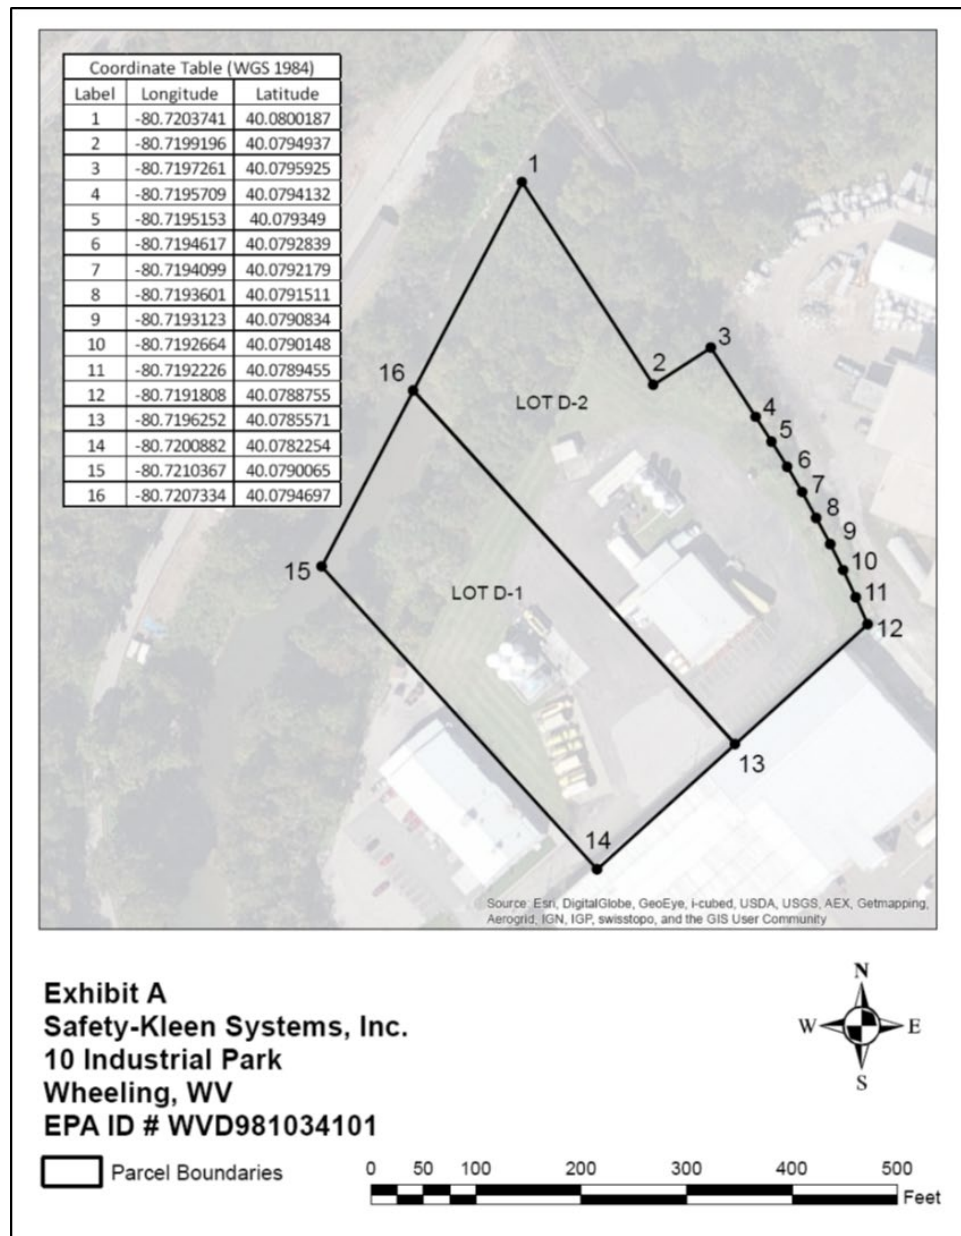 Coordinate Table (WGS 1984)
Label Longitude Latitude
1 -80.7203741 40.0800187
2 -80.7199196 40.0794937
3 -80.7197261 40.0795925
4 -80.7195709 40.0794132
5 -80.7195153 40.079349
6 -80.7194617 40.0792839
7 -80.7194099 40.0792179
8 -80.7193601 40.0791511
9 -80.7193123 40.0790834
10 -80.7192664 40.0790148
11 -80.7192226 40.0789455
12 -80.7191808 40.0788755
13 -80.7196252 40.0785571
14 -80.7200882 40.0782254
15 -80.7210367 40.0790065
16 -80.7207334 40.0794697
1
2
3
16
LOT D-2
4
5
6
7
8
9
10
11
12
15
LOT D-1
13
14
Source: Esri, DigitalGlobe, GeoEye, i-cubed, USDA, USGS, AEX, Getmapping,
Aerogrid, IGN, IGP, swisstopo, and the GIS User Community
Exhibit A
Safety-Kleen Systems, Inc.
10 Industrial Park
Wheeling, WV
EPA ID # WVD981034101
N
W E
S
Parcel Boundaries
0 50 100 200 300 400 500
Feet